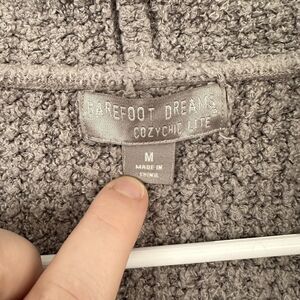 BAREFOOT DREAMS
COZYCHIC LITE
M
MADE IN
CHINA